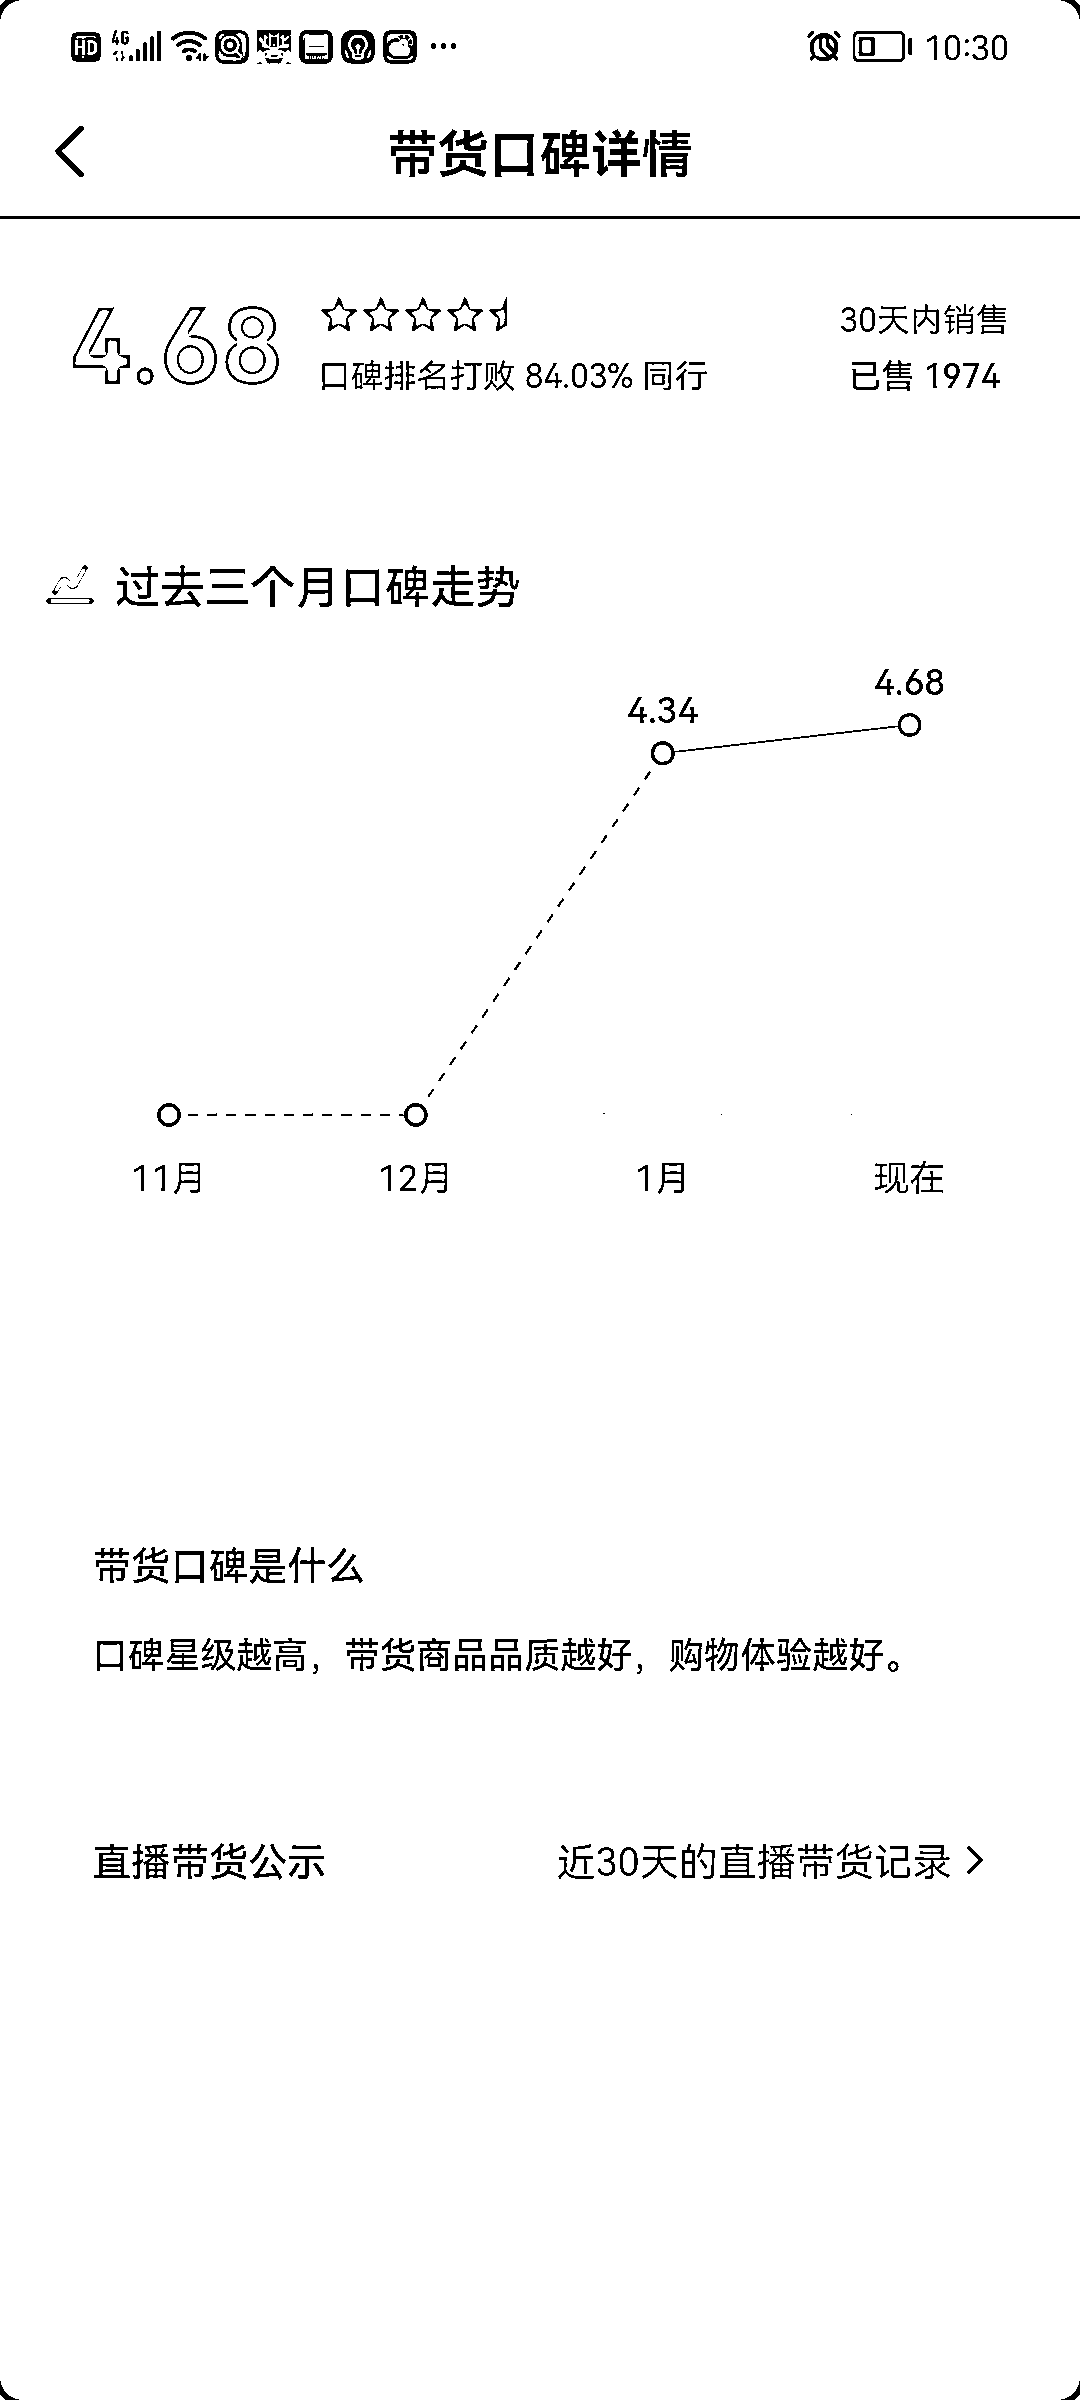 HD 4G 10:30
带货口碑详情
4.68
口碑排名打败 84.03% 同行
30天内销售
已售 1974
过去三个月口碑走势
4.34
4.68
11月 12月 1月 现在
带货口碑是什么
口碑星级越高，带货商品品质越好，购物体验越好。
直播带货公示 近30天的直播带货记录